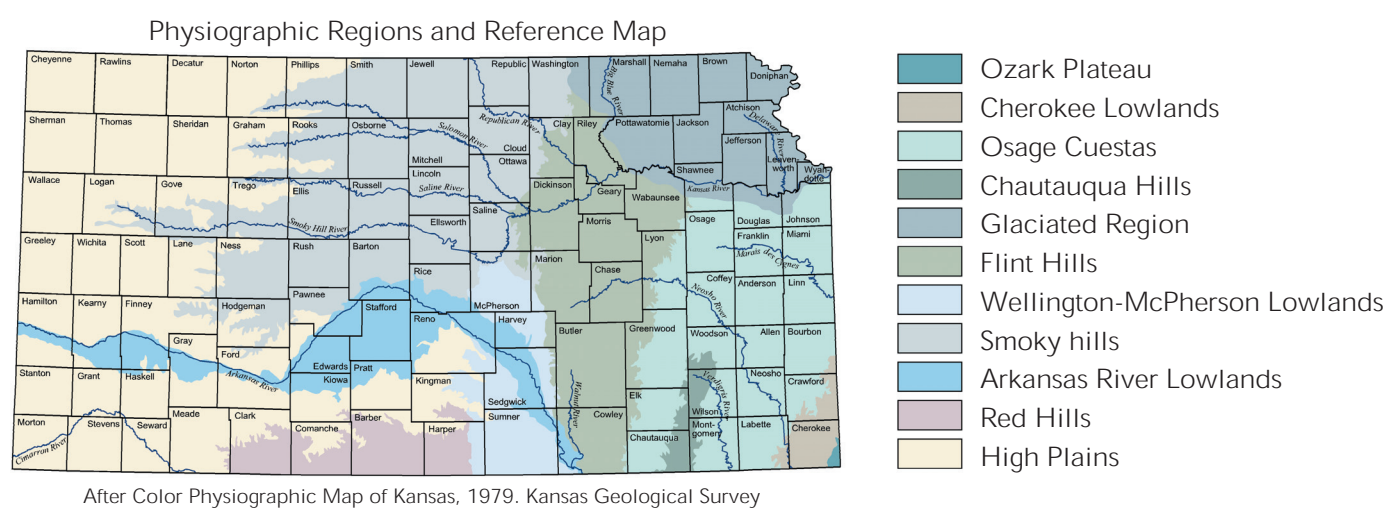 Physiographic Regions and Reference Map
Cheyenne
Rawlins
Decatur
Norton
Phillips
Smith
Jewell
Republic
Washington
Marshall
Nemaha
Brown
Doniphan
Big Blue River
Atchison
Sherman
Thomas
Sheridan
Graham
Rooks
Osborne
Solomon River
Republican River
Clay
Riley
Pottawatomie
Jackson
Delaware River
Jefferson
Mitchell
Cloud
Lincoln
Ottawa
Leaven-
worth
Wyan-
dotte
Shawnee
Kansas River
Wallace
Logan
Gove
Trego
Ellis
Russell
Saline River
Dickinson
Geary
Wabaunsee
Smoky Hill River
Ellsworth
Saline
Morris
Osage
Douglas
Johnson
Greeley
Wichita
Scott
Lane
Ness
Rush
Barton
Lyon
Franklin
Miami
Marais des Cygnes
Rice
Marion
Chase
Coffey
Anderson
Linn
Neosho River
Hamilton
Kearny
Finney
Hodgeman
Pawnee
Stafford
McPherson
Reno
Harvey
Butler
Greenwood
Woodson
Allen
Bourbon
Gray
Ford
Edwards
Pratt
Arkansas River
Kiowa
Kingman
Sedgwick
Walnut River
Stanton
Grant
Haskell
Elk
Wilson
Verdigris River
Neosho
Crawford
Morton
Stevens
Seward
Meade
Clark
Comanche
Barber
Harper
Sumner
Cowley
Chautauqua
Mont-
gomery
Labette
Cherokee
Cimarron River
After Color Physiographic Map of Kansas, 1979. Kansas Geological Survey
Ozark Plateau
Cherokee Lowlands
Osage Cuestas
Chautauqua Hills
Glaciated Region
Flint Hills
Wellington-McPherson Lowlands
Smoky hills
Arkansas River Lowlands
Red Hills
High Plains